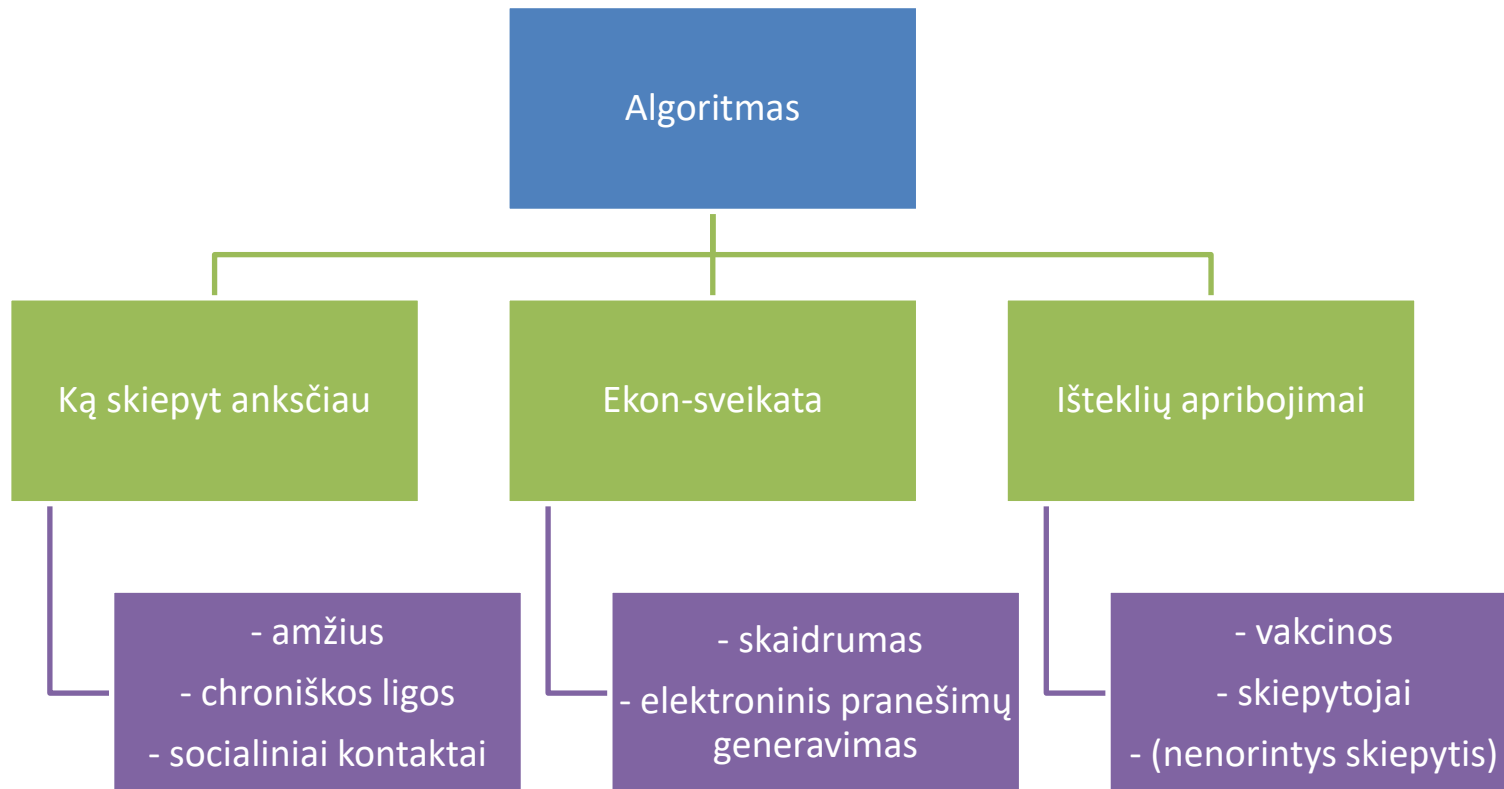 Algoritmas
Ką skiepyt anksčiau
Ekon-sveikata
Išteklių apribojimai
- amžius
- chroniškos ligos
- socialiniai kontaktai
- skaidrumas
- elektroninis pranešimų
generavimas
- vakcinos
- skiepytojai
- (nenorintys skiepytis)